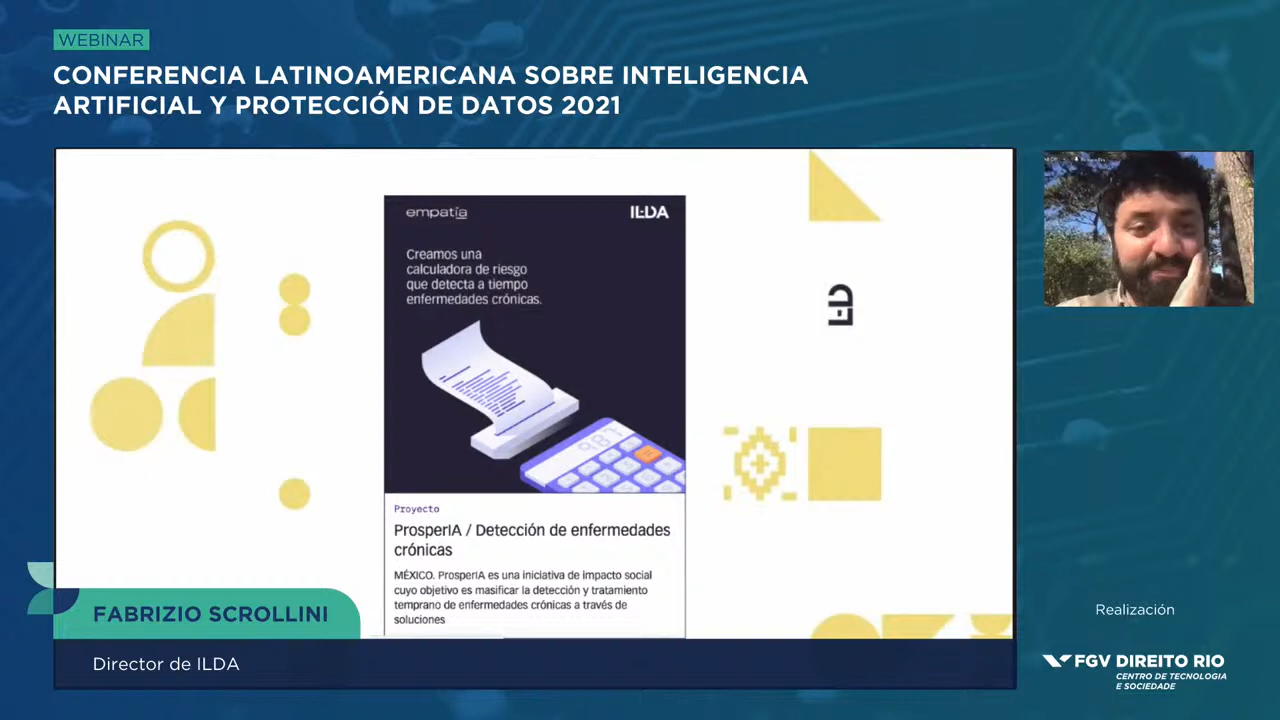 WEBINAR
CONFERENCIA LATINOAMERICANA SOBRE INTELIGENCIA
ARTIFICIAL Y PROTECCIÓN DE DATOS 2021
empatía
ILDA
Creamos una
calculadora de riesgo
que detecta a tiempo
enfermedades crónicas.
Proyecto
ProsperIA / Detección de enfermedades
crónicas
MÉXICO. ProsperIA es una iniciativa de impacto social
cuyo objetivo es masificar la detección y tratamiento
temprano de enfermedades crónicas a través de
soluciones
FABRIZIO SCROLLINI
Director de ILDA
Realización
FGV DIREITO RIO
CENTRO DE TECNOLOGIA
E SOCIEDADE